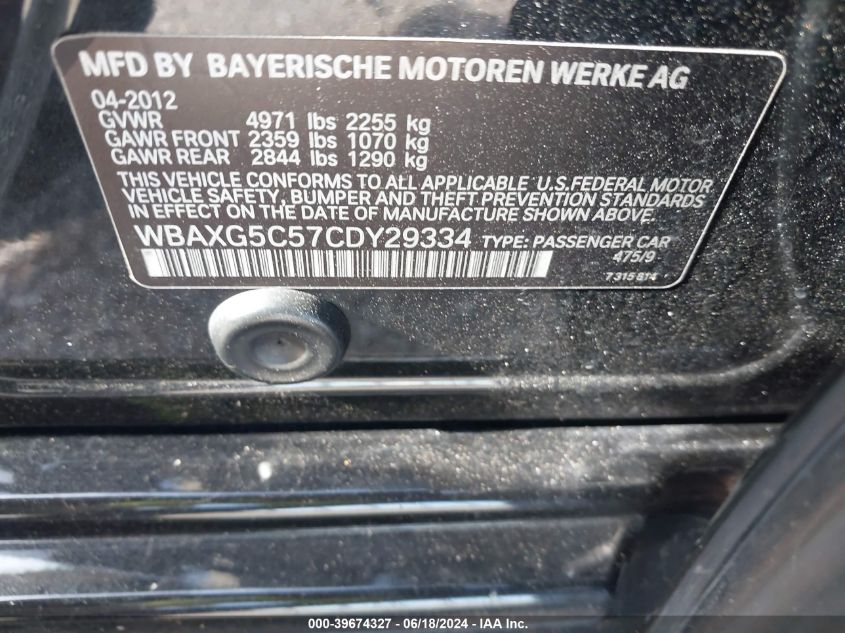 MFD BY BAYERISCHE MOTOREN WERKE AG
04-2012
GVWR 4971 lbs 2255 kg
GAWR FRONT 2359 lbs 1070 kg
GAWR REAR 2844 lbs 1290 kg
THIS VEHICLE CONFORMS TO ALL APPLICABLE U.S.FEDERAL MOTOR
VEHICLE SAFETY, BUMPER AND THEFT PREVENTION STANDARDS
IN EFFECT ON THE DATE OF MANUFACTURE SHOWN ABOVE.
WBAXG5C57CDY29334 TYPE: PASSENGER CAR
475/9
7 315 814
000-39674327 / 06/18/2024 - IAA Inc.